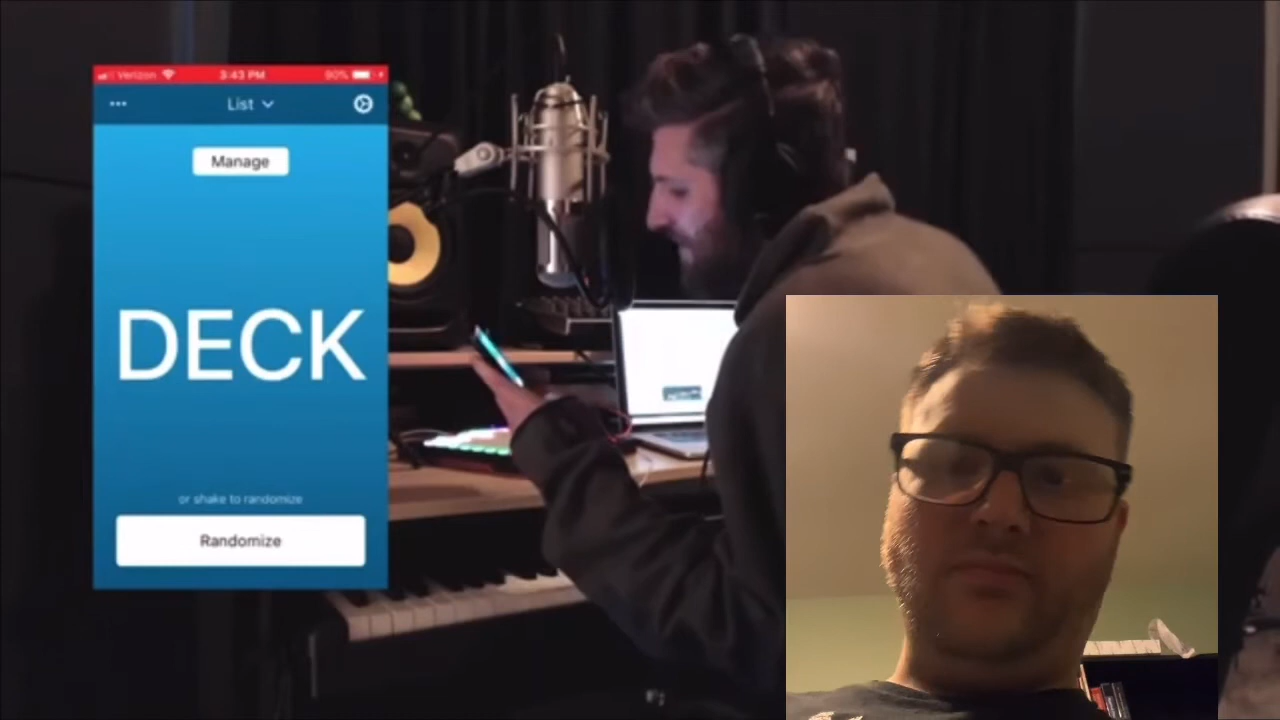 Verizon 3:43 PM 90%
List
Manage
DECK
or shake to randomize
Randomize